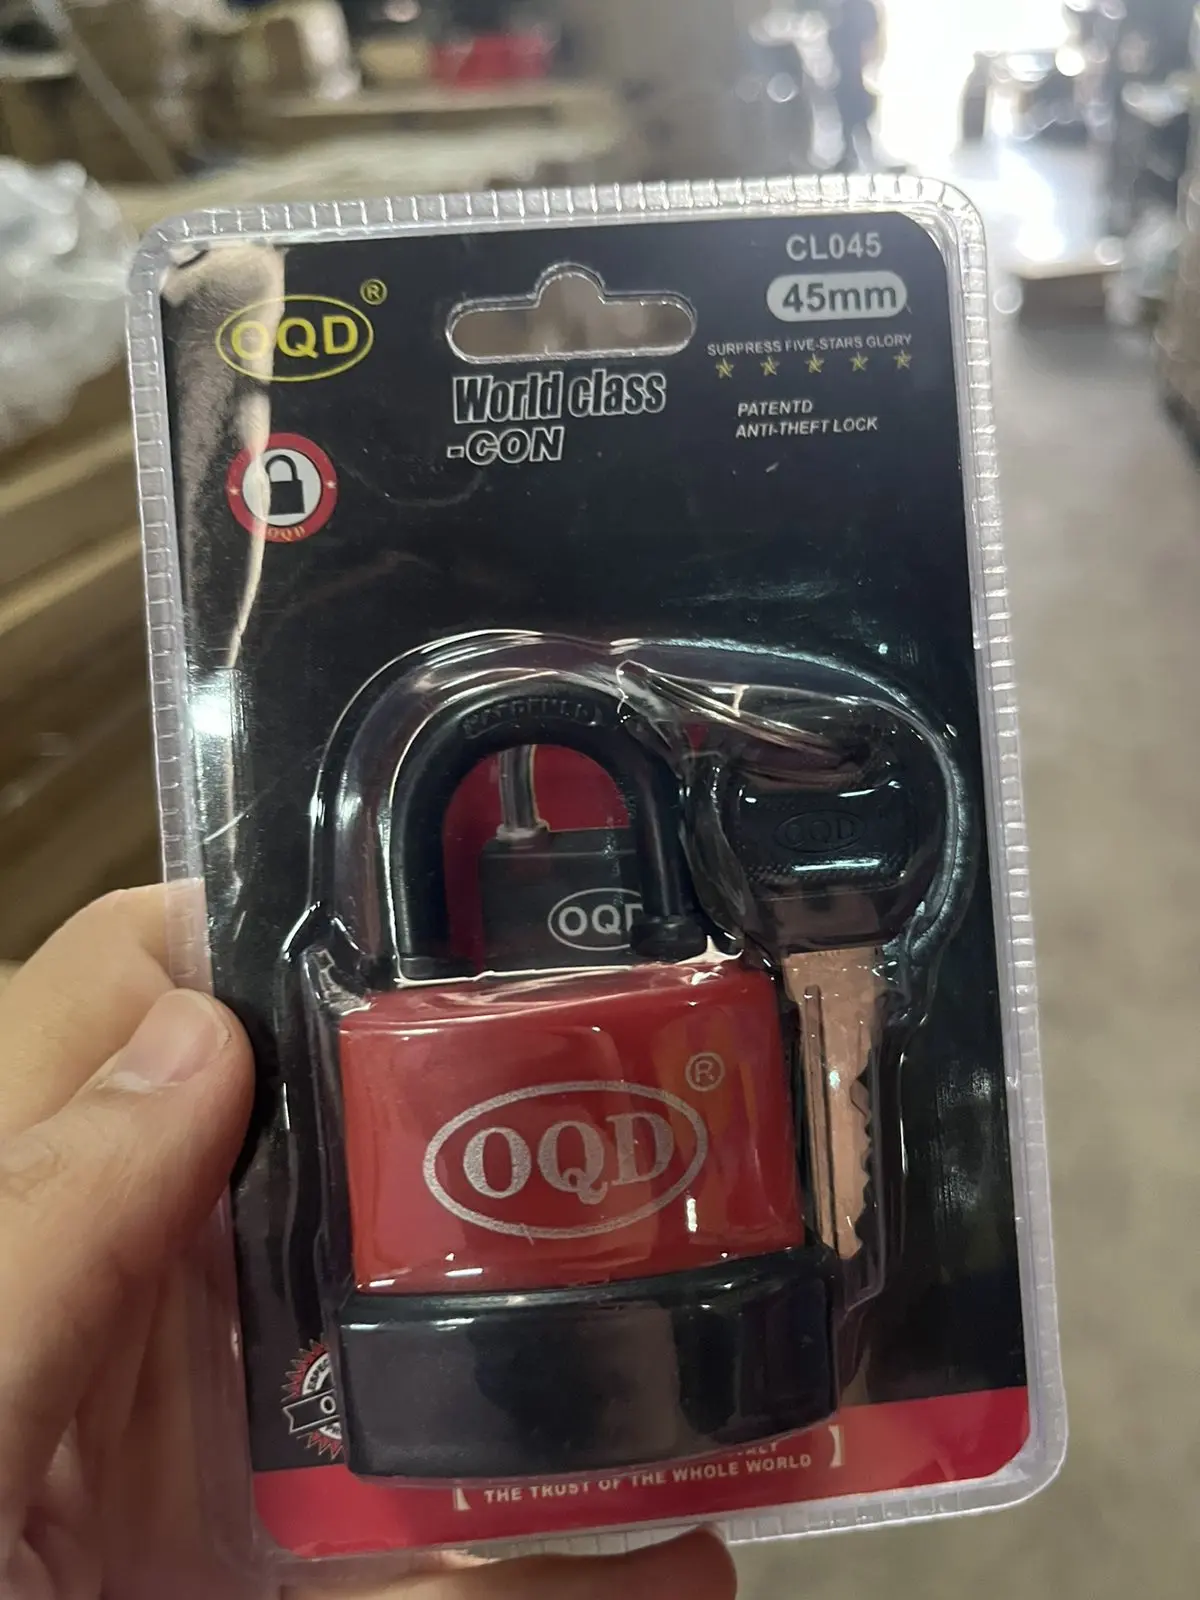 CL045
45mm
OQD ®
SURPRESS FIVE-STARS GLORY
World class
-CON
PATENTD
ANTI-THEFT LOCK
OQD
OQD
OQD
OQD ®
THE TRUST OF THE WHOLE WORLD